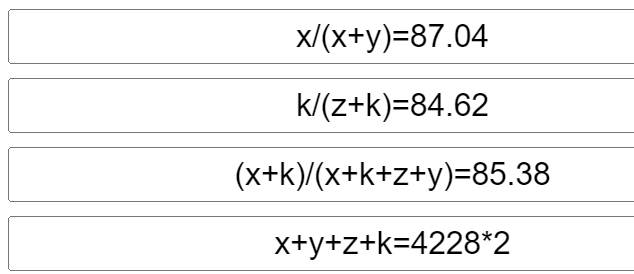 x/(x+y)=87.04
k/(z+k)=84.62
(x+k)/(x+k+z+y)=85.38
x+y+z+k=4228*2